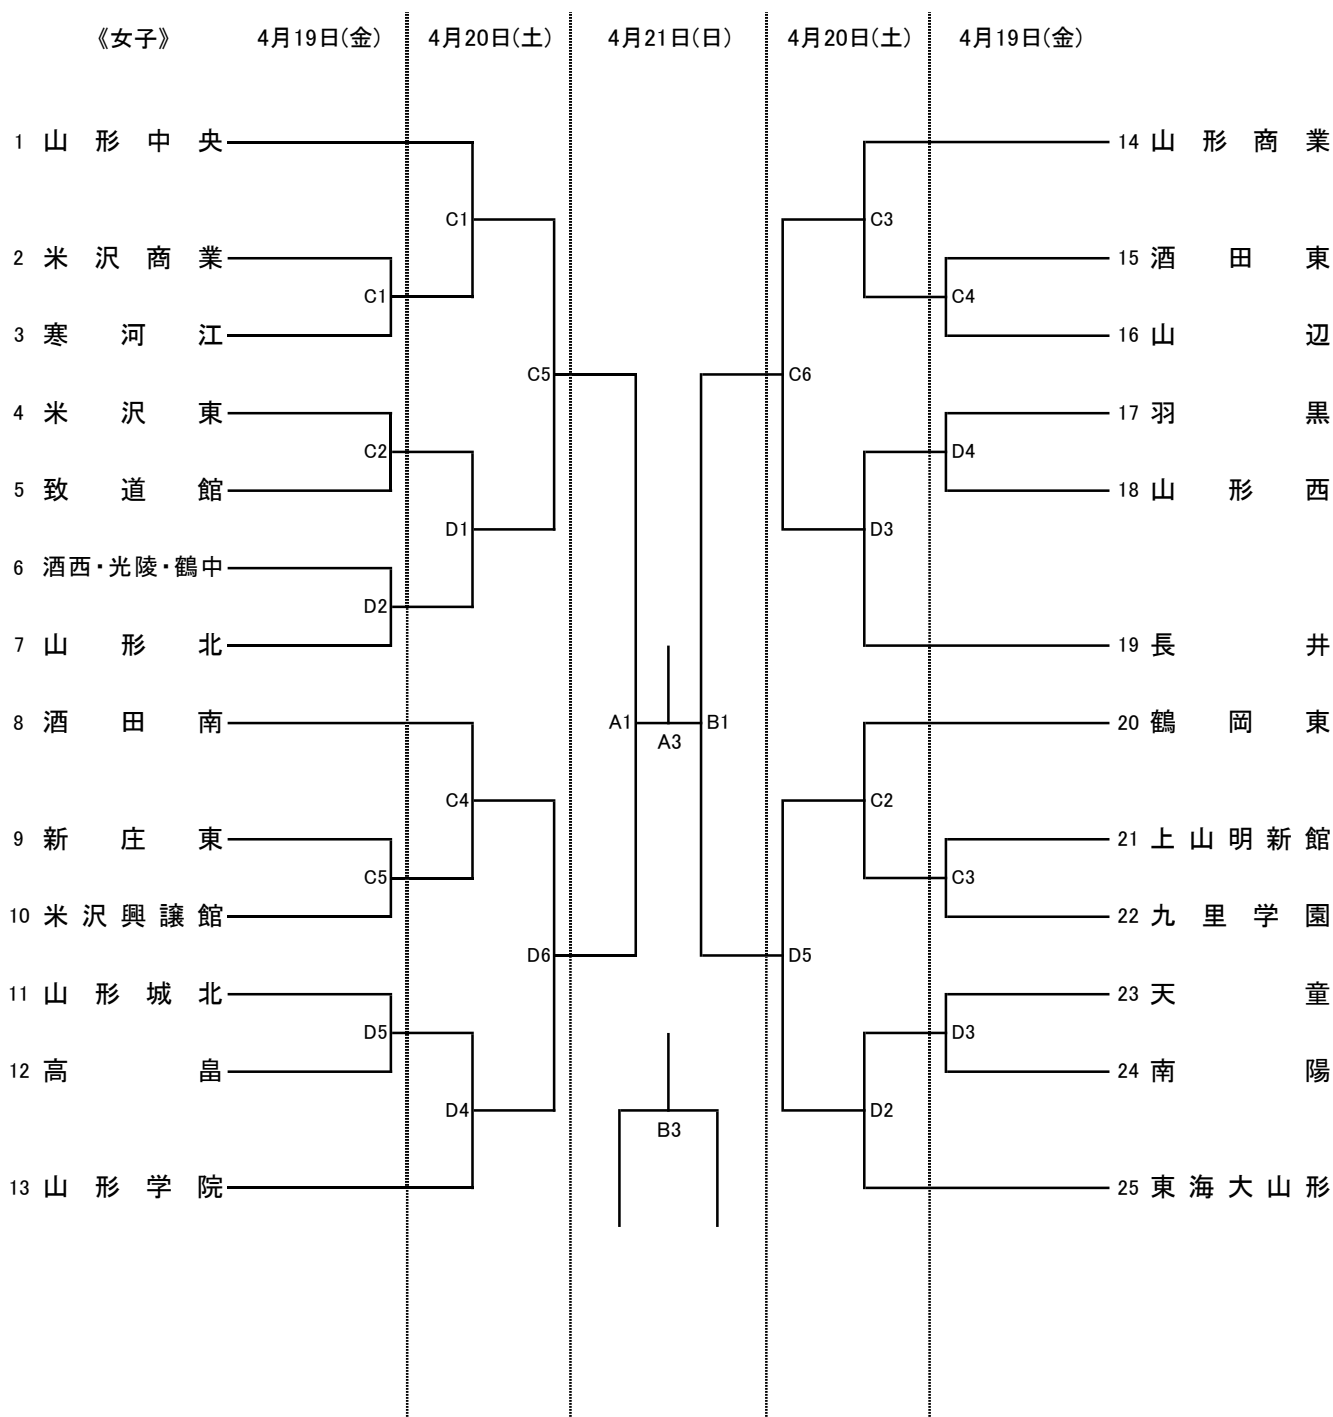 《女子》 4月19日(金) 4月20日(土) 4月21日(日) 4月20日(土) 4月19日(金)
1 山形中央 14 山形商業
C1 C3
2 米沢商業 15 酒田東
C1 C4
3 寒河江 16 山辺
C5 C6
4 米沢東 17 羽黒
C2 D4
5 致道館 18 山形西
D1 D3
6 酒西・光陵・鶴中
D2
7 山形北 19 長井
8 酒田南 A1 B1 20 鶴岡東
A3
C4 C2
9 新庄東 21 上山明新館
C5 C3
10 米沢興譲館 22 九里学園
D6 D5
11 山形城北 23 天童
D5 D3
12 高畠 24 南陽
D4 D2
B3
13 山形学院 25 東海大山形